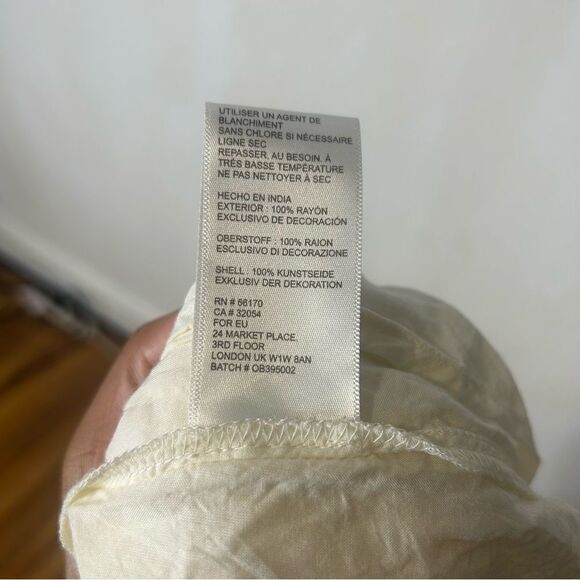 UTILISER UN AGENT DE
BLANCHIMENT
SANS CHLORE SI NÉCESSAIRE
LIGNE SEC
REPASSER, AU BESOIN, À
TRÈS BASSE TEMPÉRATURE
NE PAS NETTOYER À SEC
HECHO EN INDIA
EXTERIOR : 100% RAYÓN
EXCLUSIVO DE DECORACIÓN
OBERSTOFF : 100% RAION
ESCLUSIVO DI DECORAZIONE
SHELL : 100% KUNSTSEIDE
EXKLUSIV DER DEKORATION
RN # 66170
CA # 32054
FOR EU
24 MARKET PLACE,
3RD FLOOR
LONDON UK W1W 8AN
BATCH # OB395002